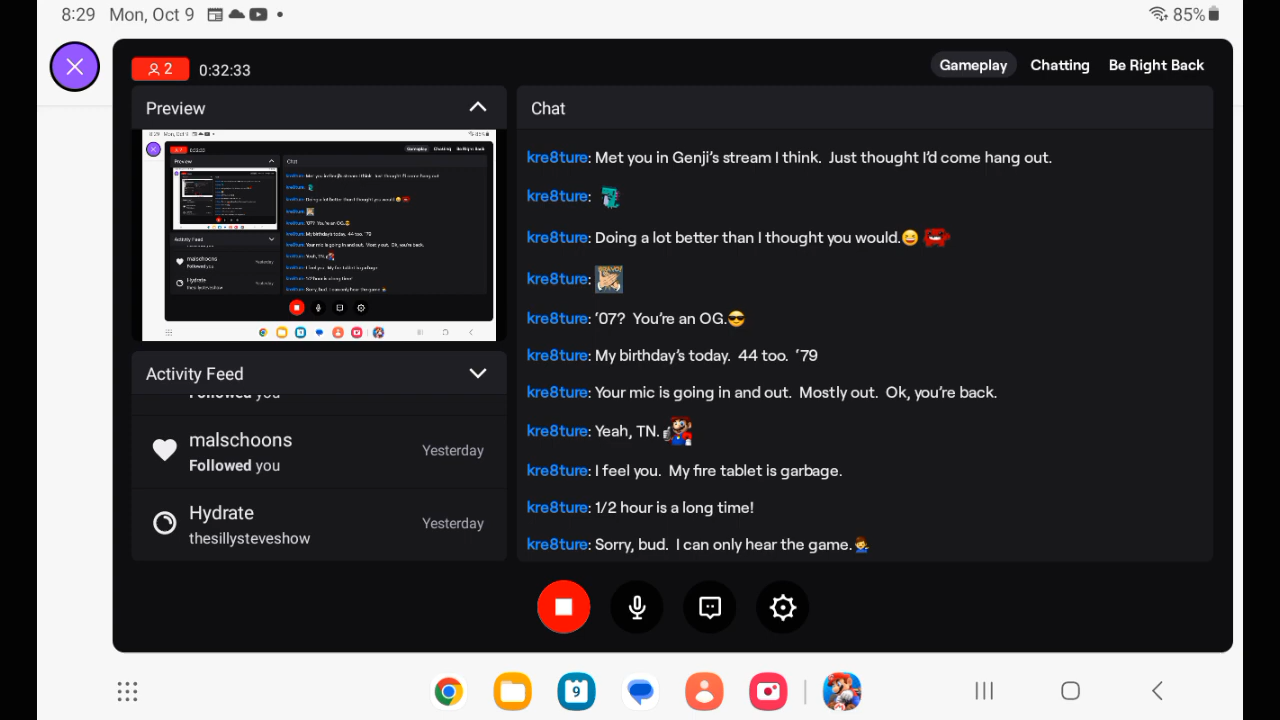 8:29 Mon, Oct 9
85%
2 0:32:33
Gameplay Chatting Be Right Back
Preview
Chat
kre8ture: Met you in Genji's stream I think. Just thought I'd come hang out.
kre8ture:
kre8ture: Doing a lot better than I thought you would.😆
kre8ture: BRAVO!
kre8ture: '07? You're an OG.😎
kre8ture: My birthday's today. 44 too. '79
kre8ture: Your mic is going in and out. Mostly out. Ok, you're back.
kre8ture: Yeah, TN.
kre8ture: I feel you. My fire tablet is garbage.
kre8ture: 1/2 hour is a long time!
kre8ture: Sorry, bud. I can only hear the game.
Activity Feed
Followed you
malschoons
Followed you
Yesterday
Hydrate
thesillysteveshow
Yesterday
9